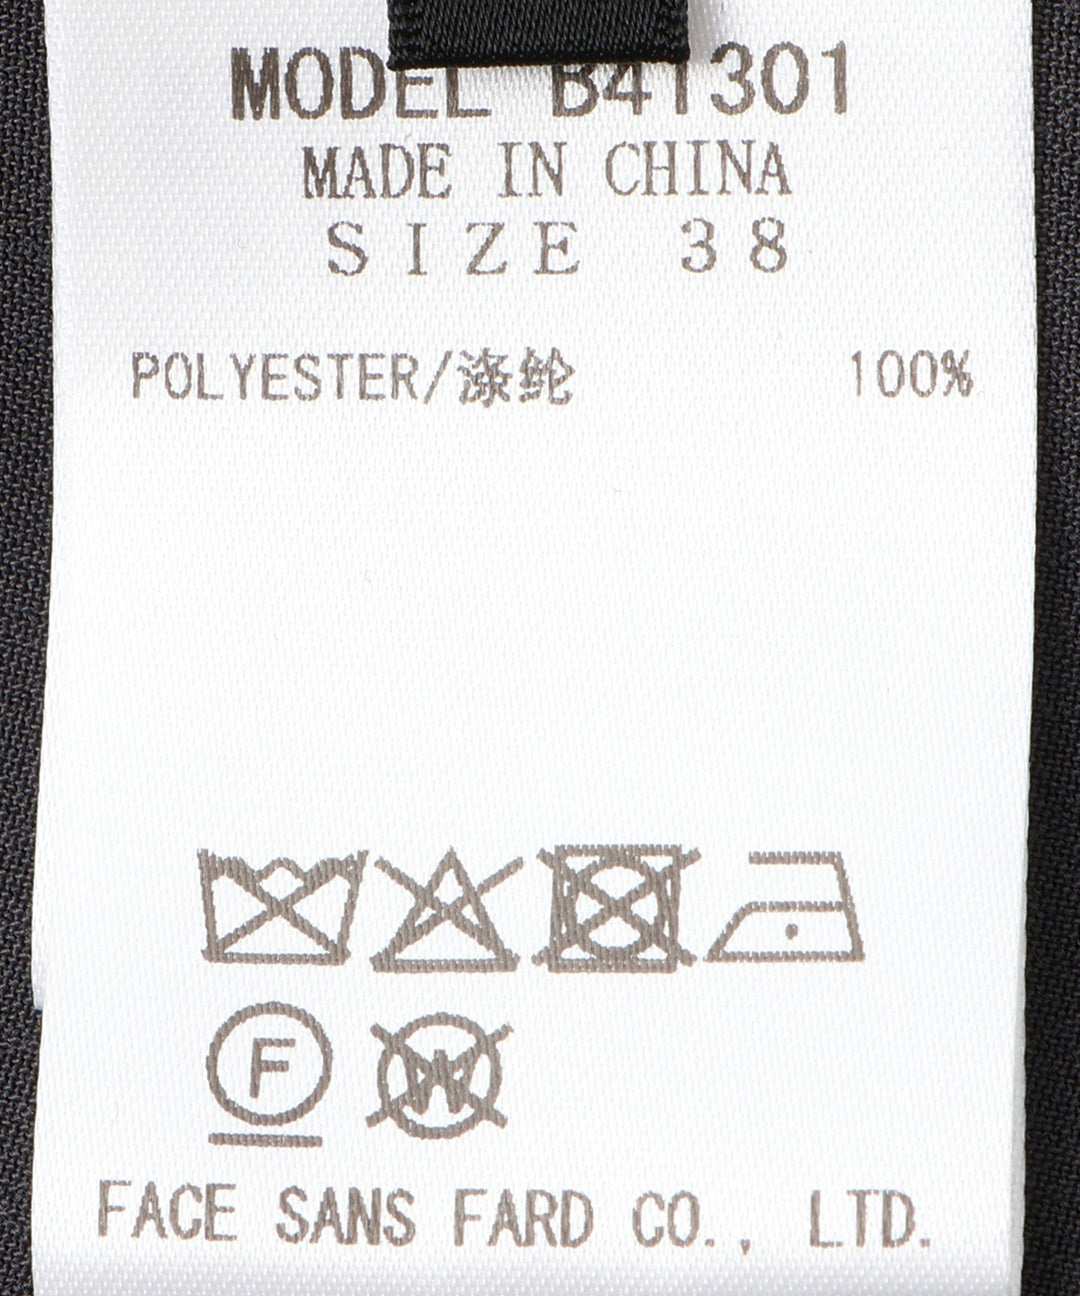 MODEL B41301
MADE IN CHINA
SIZE 38
POLYESTER/涤纶 100%
F W
FACE SANS FARD CO., LTD.